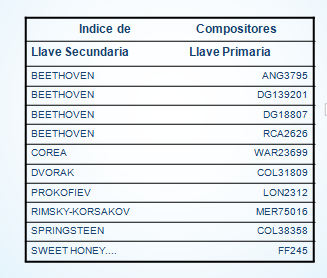 Indice de Compositores
Llave Secundaria Llave Primaria
BEETHOVEN ANG3795
BEETHOVEN DG139201
BEETHOVEN DG18807
BEETHOVEN RCA2626
COREA WAR23699
DVORAK COL31809
PROKOFIEV LON2312
RIMSKY-KORSAKOV MER75016
SPRINGSTEEN COL38358
SWEET HONEY.... FF245